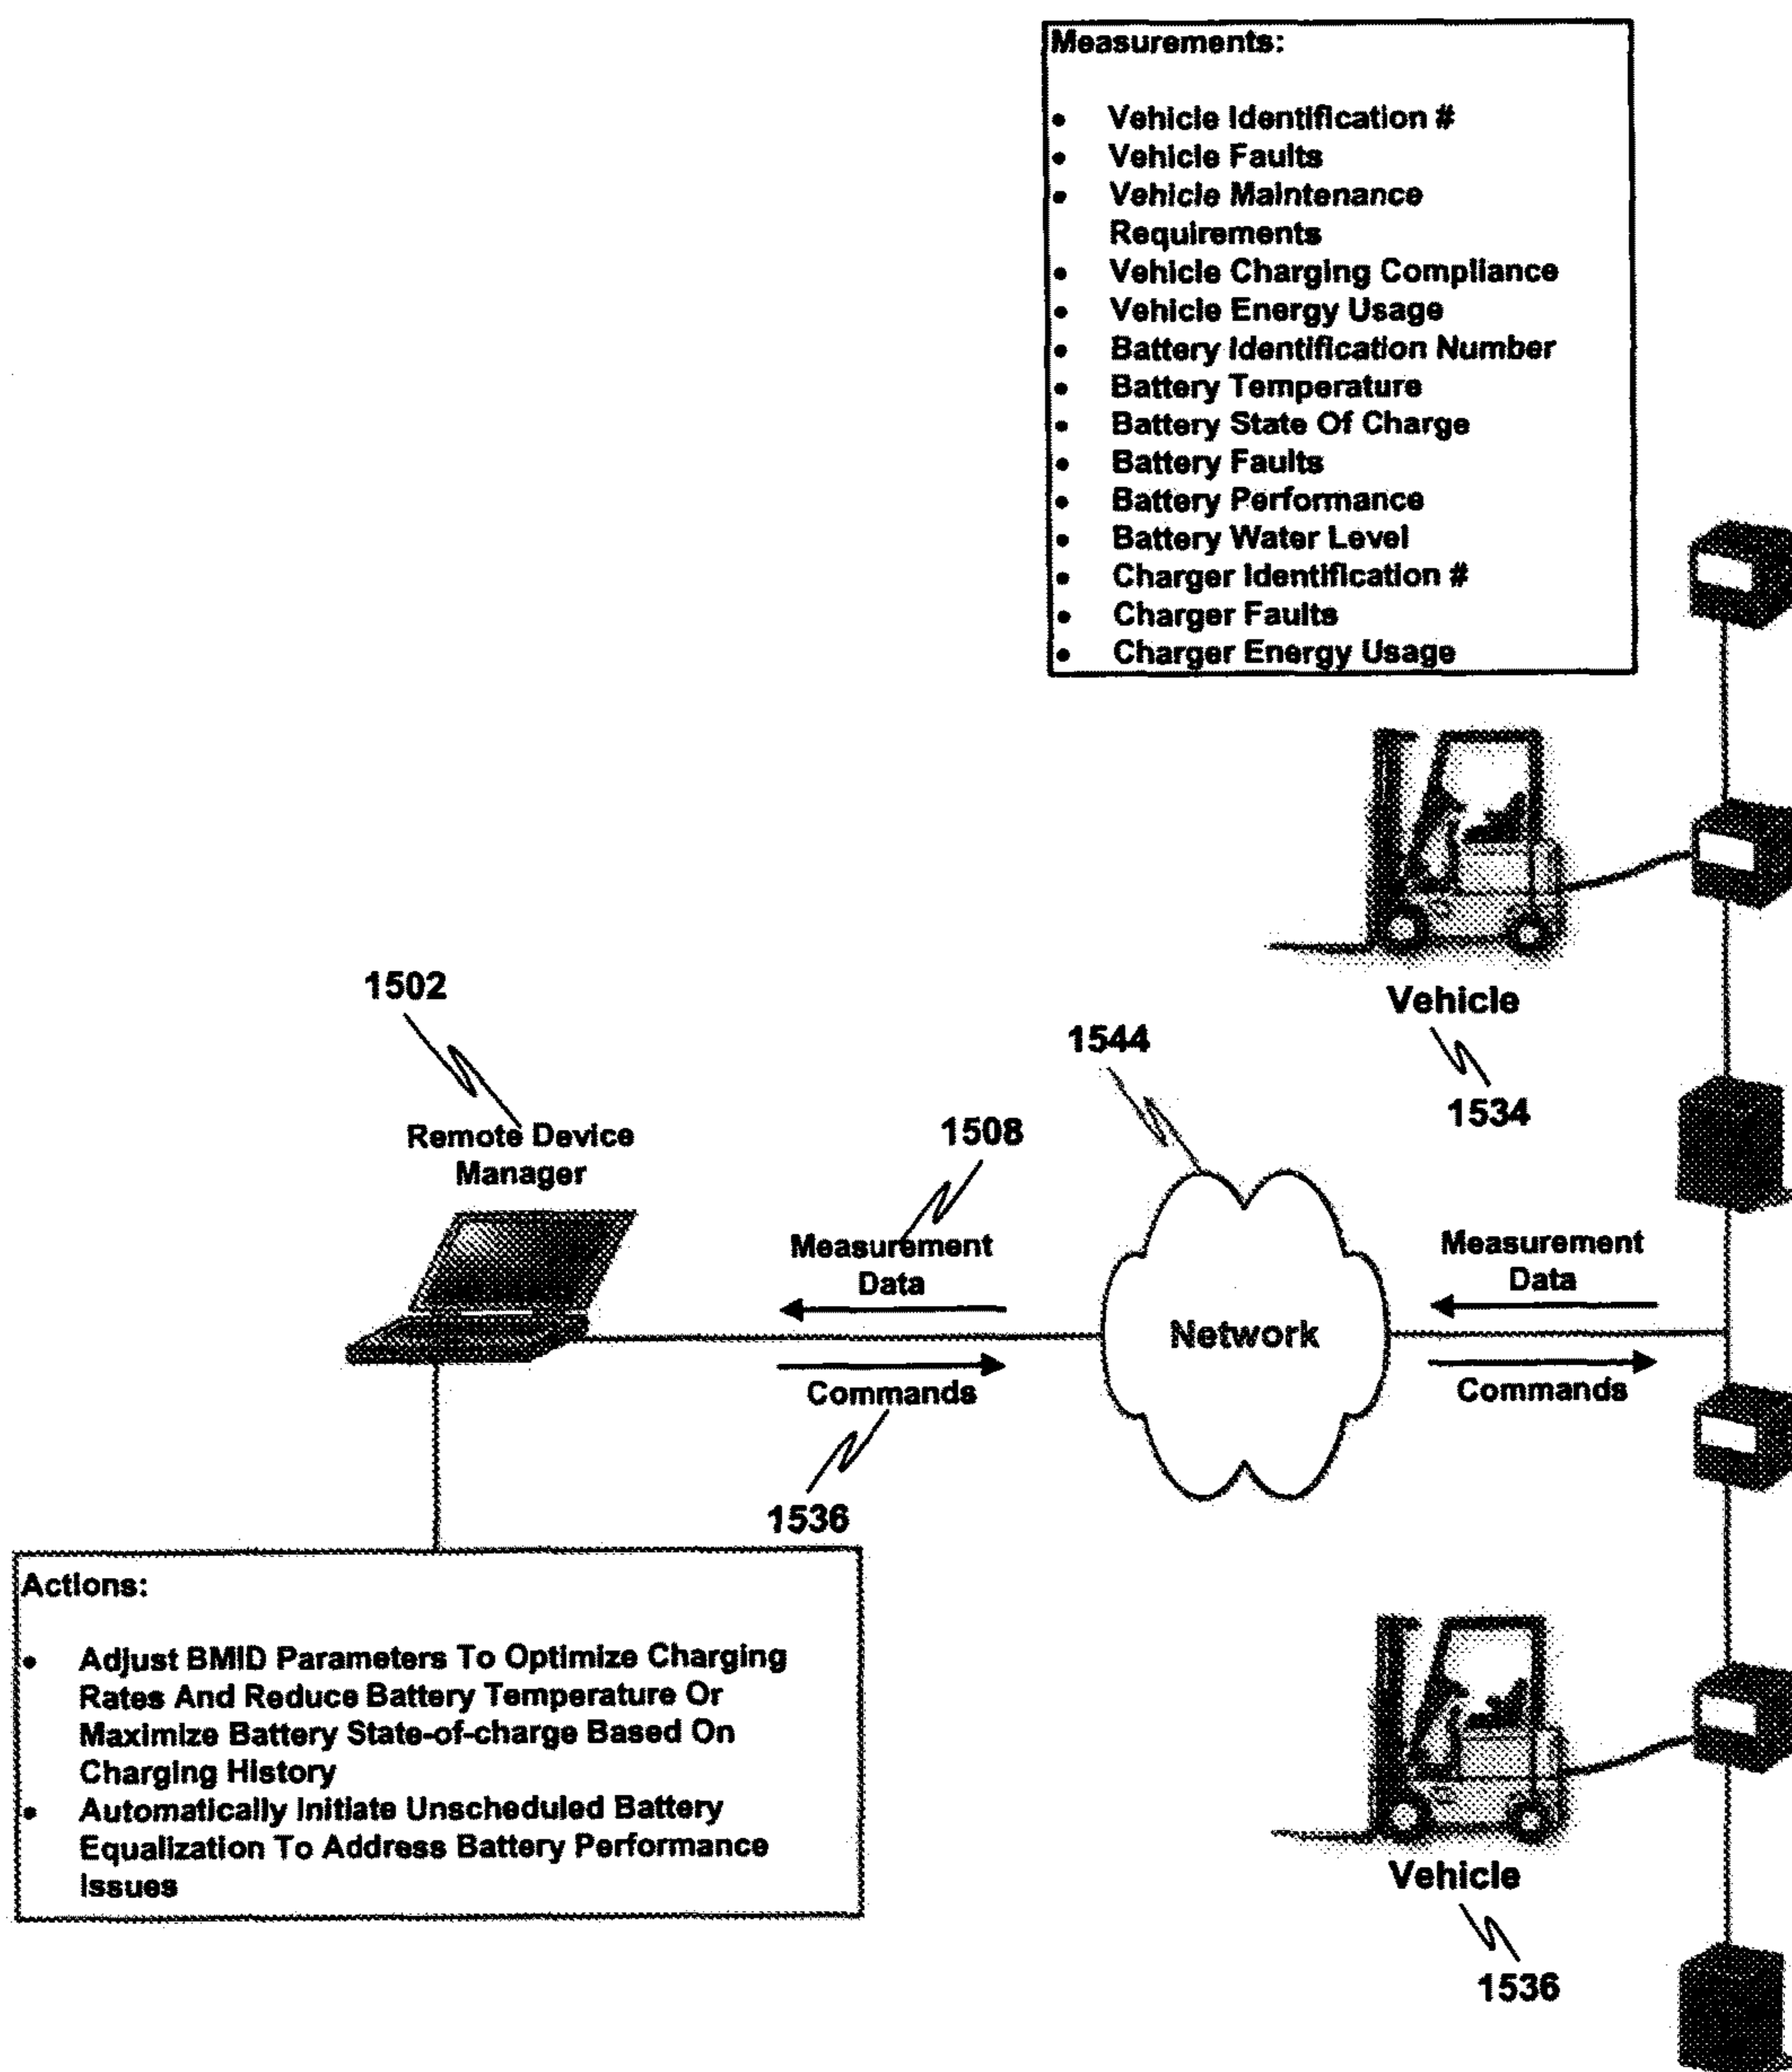 Measurements:
• Vehicle Identification #
• Vehicle Faults
• Vehicle Maintenance
Requirements
• Vehicle Charging Compliance
• Vehicle Energy Usage
• Battery Identification Number
• Battery Temperature
• Battery State Of Charge
• Battery Faults
• Battery Performance
• Battery Water Level
• Charger Identification #
• Charger Faults
• Charger Energy Usage
Vehicle
1534
1502
Remote Device
Manager
1508
1544
Measurement
Data
Commands
1536
Network
Measurement
Data
Commands
Actions:
• Adjust BMID Parameters To Optimize Charging
Rates And Reduce Battery Temperature Or
Maximize Battery State-of-charge Based On
Charging History
• Automatically Initiate Unscheduled Battery
Equalization To Address Battery Performance
Issues
Vehicle
1536